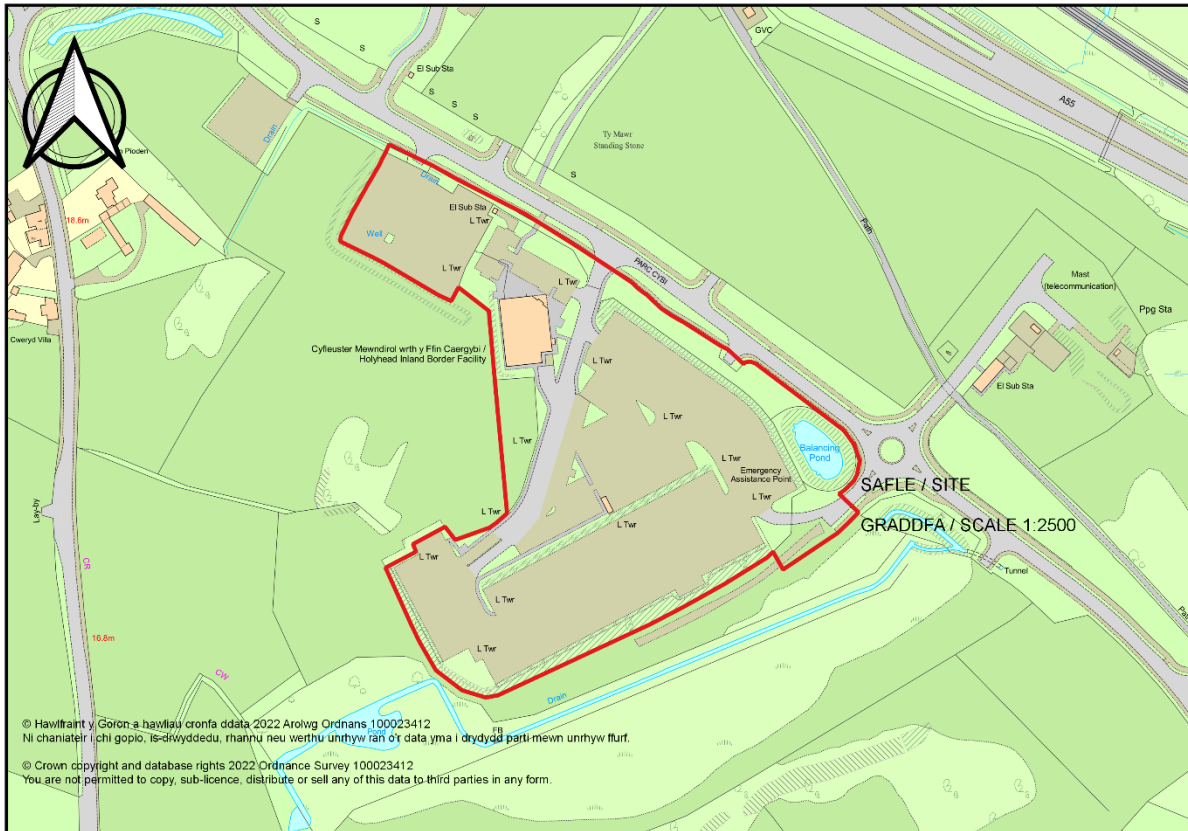 GVC
S
S
El Sub Sta
A55
S
S
Ty Mawr
Standing Stone
Drain
Pioden
S
Drain
El Sub Sta
L Twr
18.6m
Path
Well
PARC CYBI
L Twr
L Twr
Mast
(telecommunication)
Ppg Sta
Cweryd Villa
Cyfleuster Mewndirol wrth y Ffin Caergybi /
Holyhead Inland Border Facility
L Twr
El Sub Sta
L Twr
L Twr
Balancing
Pond
L Twr
Emergency
Assistance Point
SAFLE / SITE
L Twr
Lay-by
L Twr
L Twr
GRADDFA / SCALE 1:2500
L Twr
CR
Tunnel
L Twr
Path
16.8m
L Twr
CW
Drain
Pond
FB
© Hawlfraint y Goron a hawliau cronfa ddata 2022 Arolwg Ordnans 100023412
Ni chaniateir i chi gopio, is-drwyddedu, rhannu neu werthu unrhyw ran o'r data yma i drydydd parti mewn unrhyw ffurf.
© Crown copyright and database rights 2022 Ordnance Survey 100023412
You are not permitted to copy, sub-licence, distribute or sell any of this data to third parties in any form.